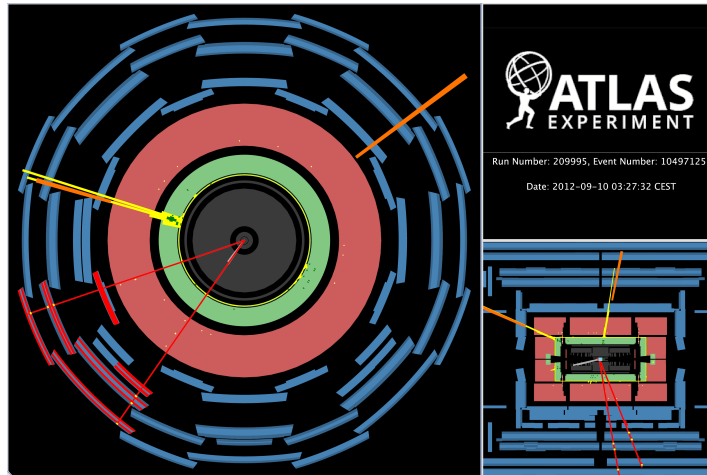 ATLAS
EXPERIMENT
Run Number: 209995, Event Number: 10497125
Date: 2012-09-10 03:27:32 CEST